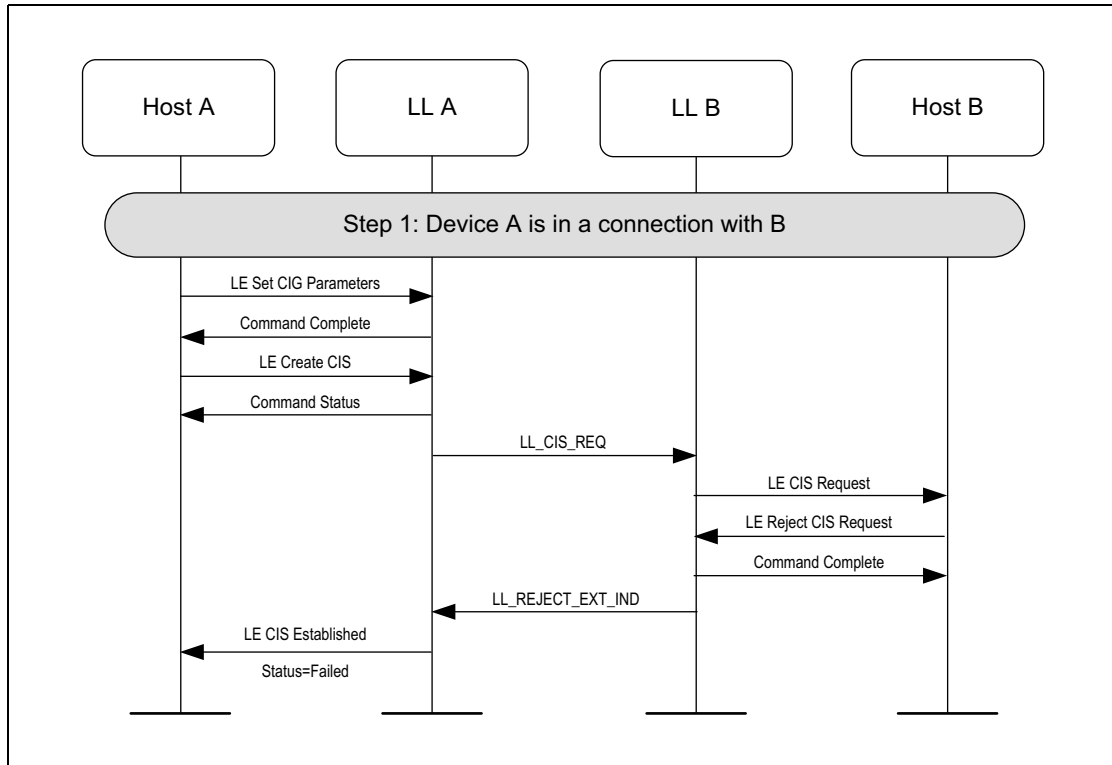 Host A
LL A
LL B
Host B
Step 1: Device A is in a connection with B
LE Set CIG Parameters
Command Complete
LE Create CIS
Command Status
LL_CIS_REQ
LE CIS Request
LE Reject CIS Request
Command Complete
LL_REJECT_EXT_IND
LE CIS Established
Status=Failed